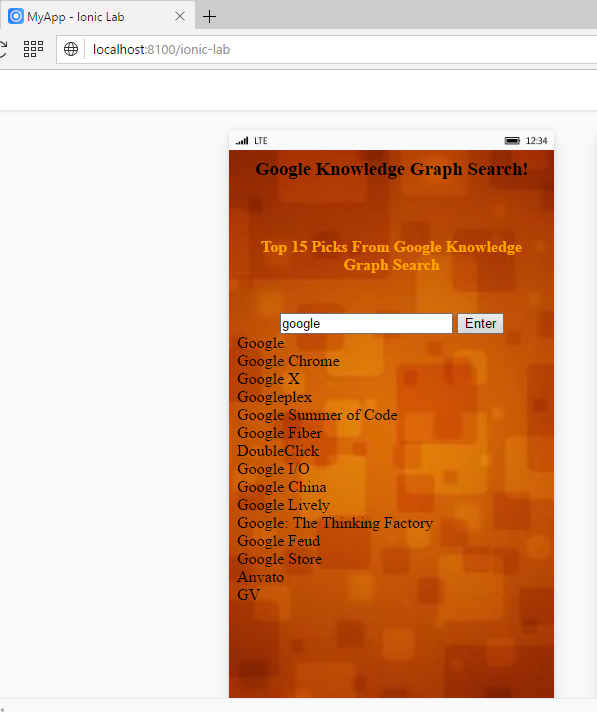 MyApp - Ionic Lab
localhost:8100/ionic-lab
LTE 12:34
Google Knowledge Graph Search!
Top 15 Picks From Google Knowledge
Graph Search
google Enter
Google
Google Chrome
Google X
Googleplex
Google Summer of Code
Google Fiber
DoubleClick
Google I/O
Google China
Google Lively
Google: The Thinking Factory
Google Feud
Google Store
Anvato
GV